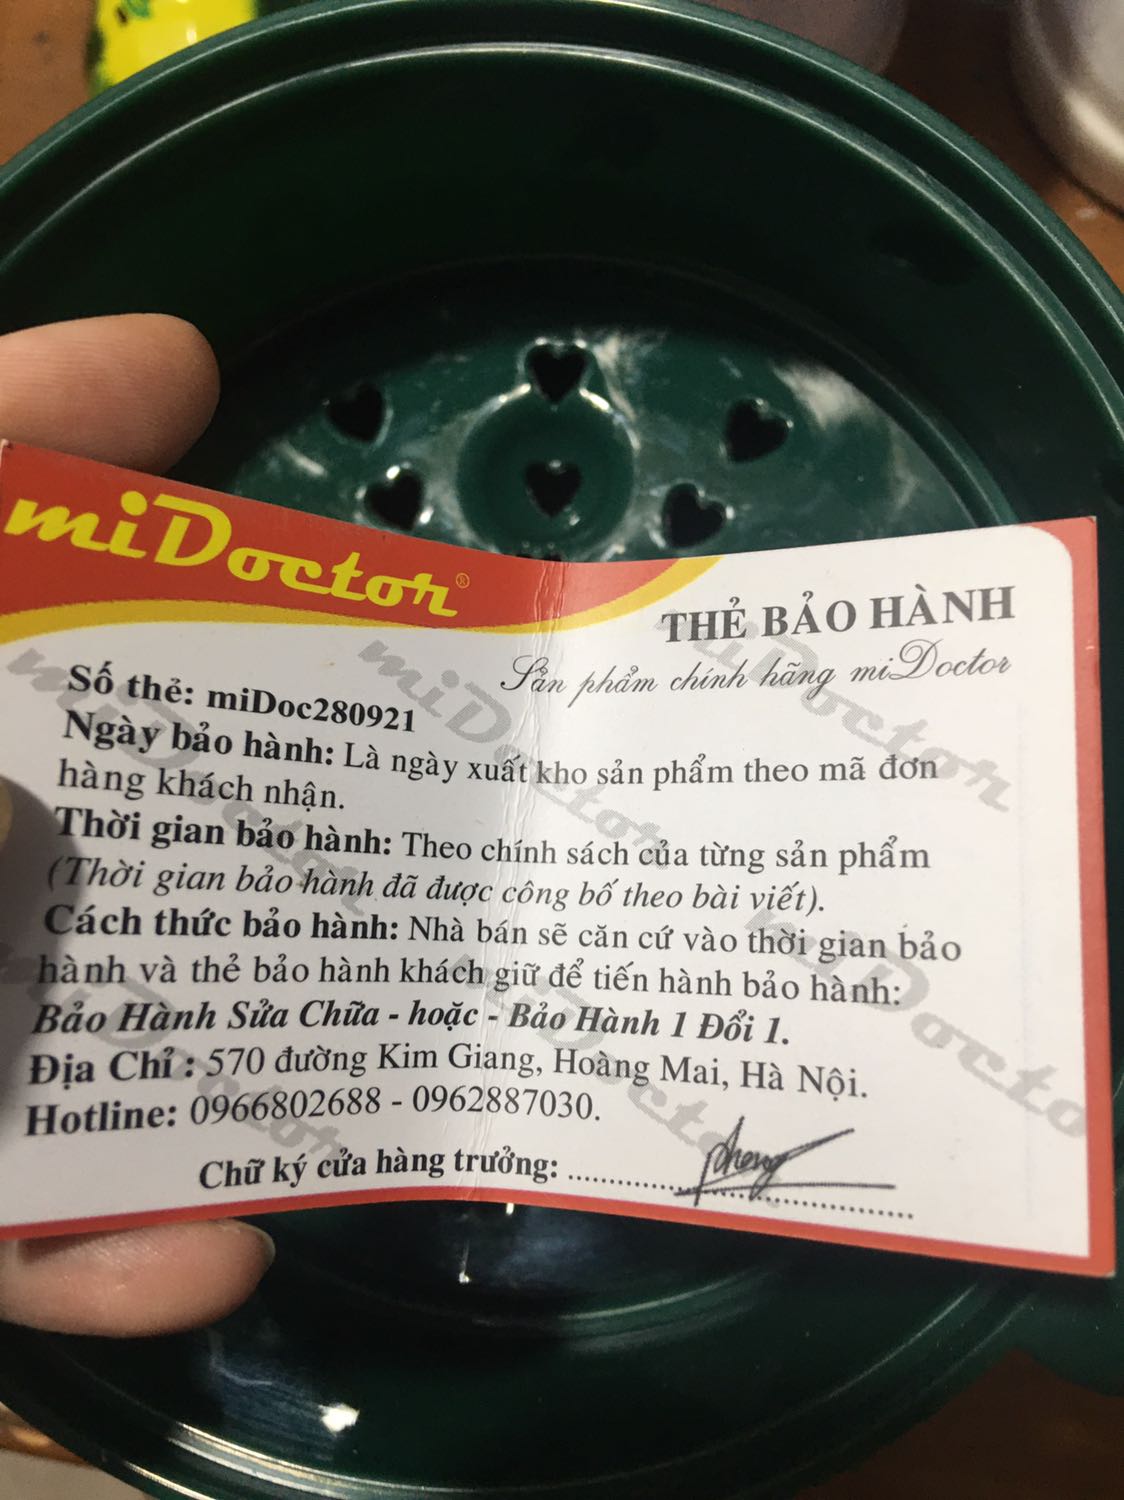 miDoctor®
THẺ BẢO HÀNH
Sản phẩm chính hãng miDoctor
Số thẻ: miDoc280921
Ngày bảo hành: Là ngày xuất kho sản phẩm theo mã đơn
hàng khách nhận.
Thời gian bảo hành: Theo chính sách của từng sản phẩm
(Thời gian bảo hành đã được công bố theo bài viết).
Cách thức bảo hành: Nhà bán sẽ căn cứ vào thời gian bảo
hành và thẻ bảo hành khách giữ để tiến hành bảo hành:
Bảo Hành Sửa Chữa - hoặc - Bảo Hành 1 Đổi 1.
Địa Chỉ : 570 đường Kim Giang, Hoàng Mai, Hà Nội.
Hotline: 0966802688 - 0962887030.
Chữ ký cửa hàng trưởng: